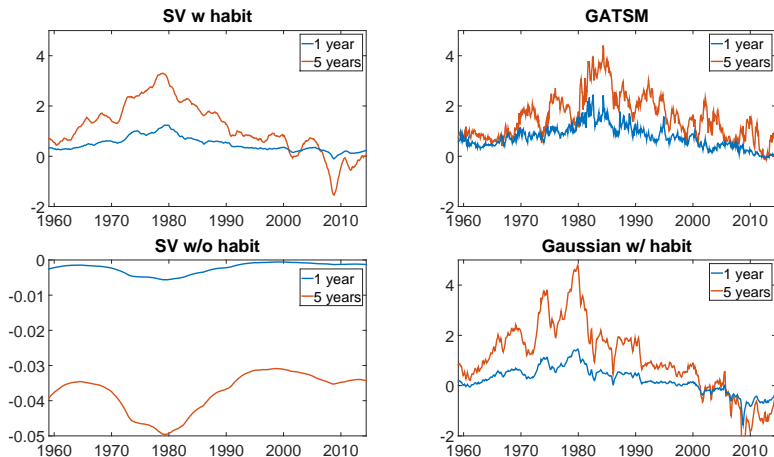 SV w habit
4
2
0
-2
1960 1970 1980 1990 2000 2010
1 year
5 years
GATSM
4
2
0
-2
1960 1970 1980 1990 2000 2010
1 year
5 years
SV w/o habit
0
-0.01
-0.02
-0.03
-0.04
-0.05
1960 1970 1980 1990 2000 2010
1 year
5 years
Gaussian w/ habit
4
2
0
-2
1960 1970 1980 1990 2000 2010
1 year
5 years